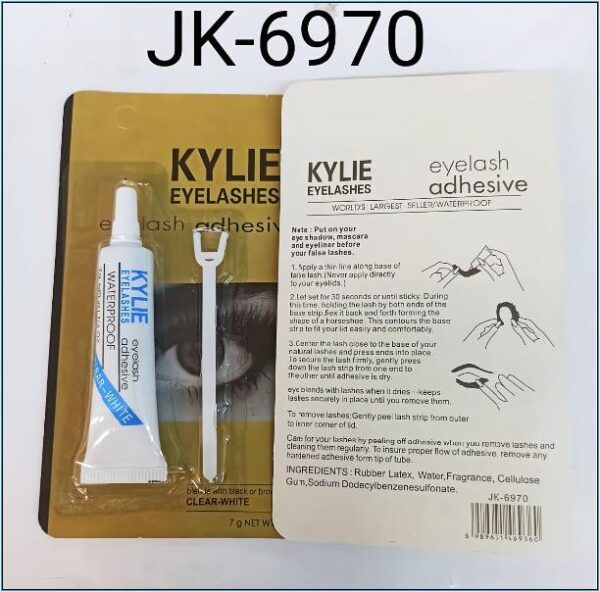 JK-6970
KYLIE
EYELASHES
eyelash adhesive
KYLIE
EYELASHES
WATERPROOF
eyelash
adhesive
CLEAR-WHITE
blends with black or brow
CLEAR-WHITE
7 g NET
KYLIE
EYELASHES
eyelash
adhesive
WORLD'S LARGEST SELLER/WATERPROOF
Note : Put on your
eye shadow, mascara
and eyeliner before
your false lashes.
1. Apply a thin line along base of
false lash (Never apply directly
to your eyelids.)
2.Let set for 30 seconds or until sticky. During
this time, holding the lash by both ends of the
base strip,flex it back and forth forming the
shape of a horseshoe. This contours the base
strip to fit your lid easily and comfortably.
3.Center the lash close to the base of your
natural lashes and press ends into place.
To secure the lash firmly, gently press
down the lash strip from one end to
the other until adhesive is dry.
eye blends with lashes when it dries---keeps
lashes securely in place until you remove them.
To remove lashes:Gently peel lash strip from outer
to inner corner of lid.
Care for your lashes by peeling off adhesive when you remove lashes and
cleaning them regularly. To insure proper flow of adhesive, remove any
hardened adhesive form tip of tube.
INGREDIENTS : Rubber Latex, Water,Fragrance, Cellulose
Gum,Sodium Dodecylbenzenesulfonate.
JK-6970
6 989651 469360